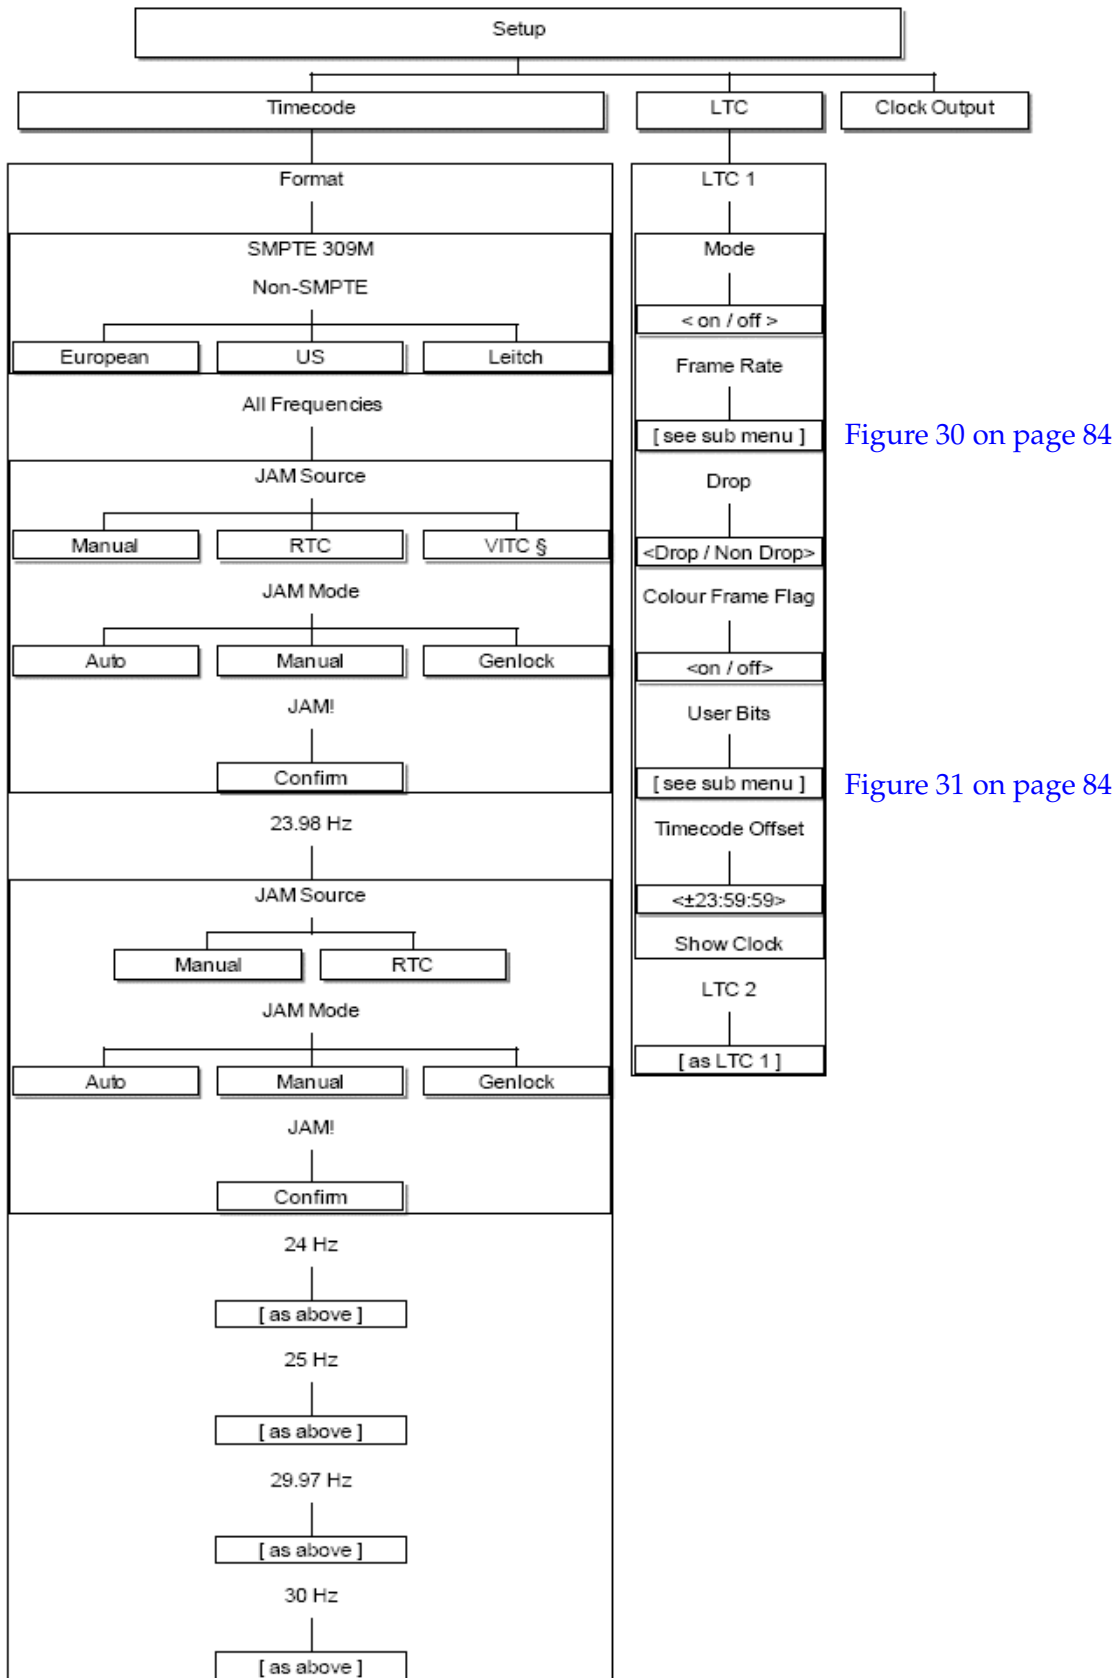 Setup
Timecode
LTC
Clock Output
Format
SMPTE 309M
Non-SMPTE
European
US
Leitch
All Frequencies
JAM Source
Manual
RTC
VITC §
JAM Mode
Auto
Manual
Genlock
JAM!
Confirm
23.98 Hz
JAM Source
Manual
RTC
JAM Mode
Auto
Manual
Genlock
JAM!
Confirm
24 Hz
[ as above ]
25 Hz
[ as above ]
29.97 Hz
[ as above ]
30 Hz
[ as above ]
LTC 1
Mode
< on / off >
Frame Rate
[ see sub menu ]
Figure 30 on page 84
Drop
<Drop / Non Drop>
Colour Frame Flag
<on / off>
User Bits
[ see sub menu ]
Figure 31 on page 84
Timecode Offset
<±23:59:59>
Show Clock
LTC 2
[ as LTC 1 ]